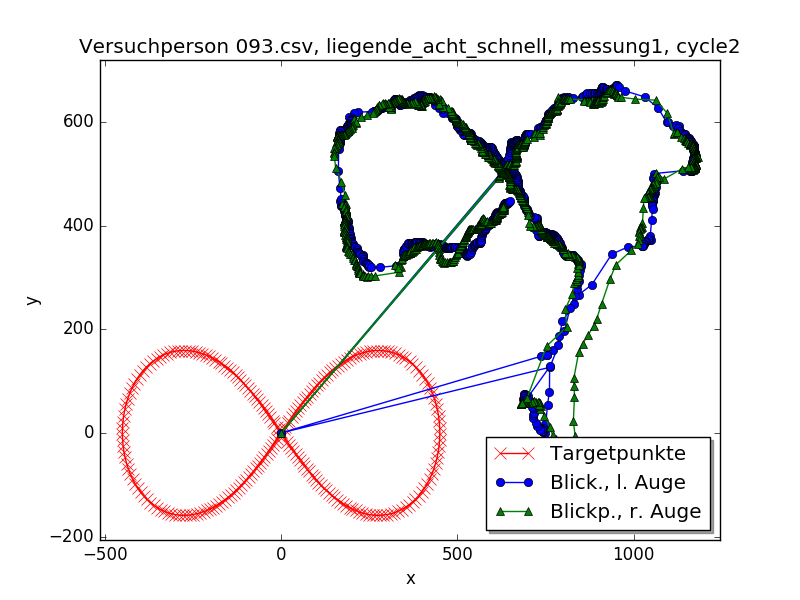 Versuchperson 093.csv, liegende_acht_schnell, messung1, cycle2
y
600
400
200
0
−200
−500
0
500
1000
x
Targetpunkte
Blick., l. Auge
Blickp., r. Auge